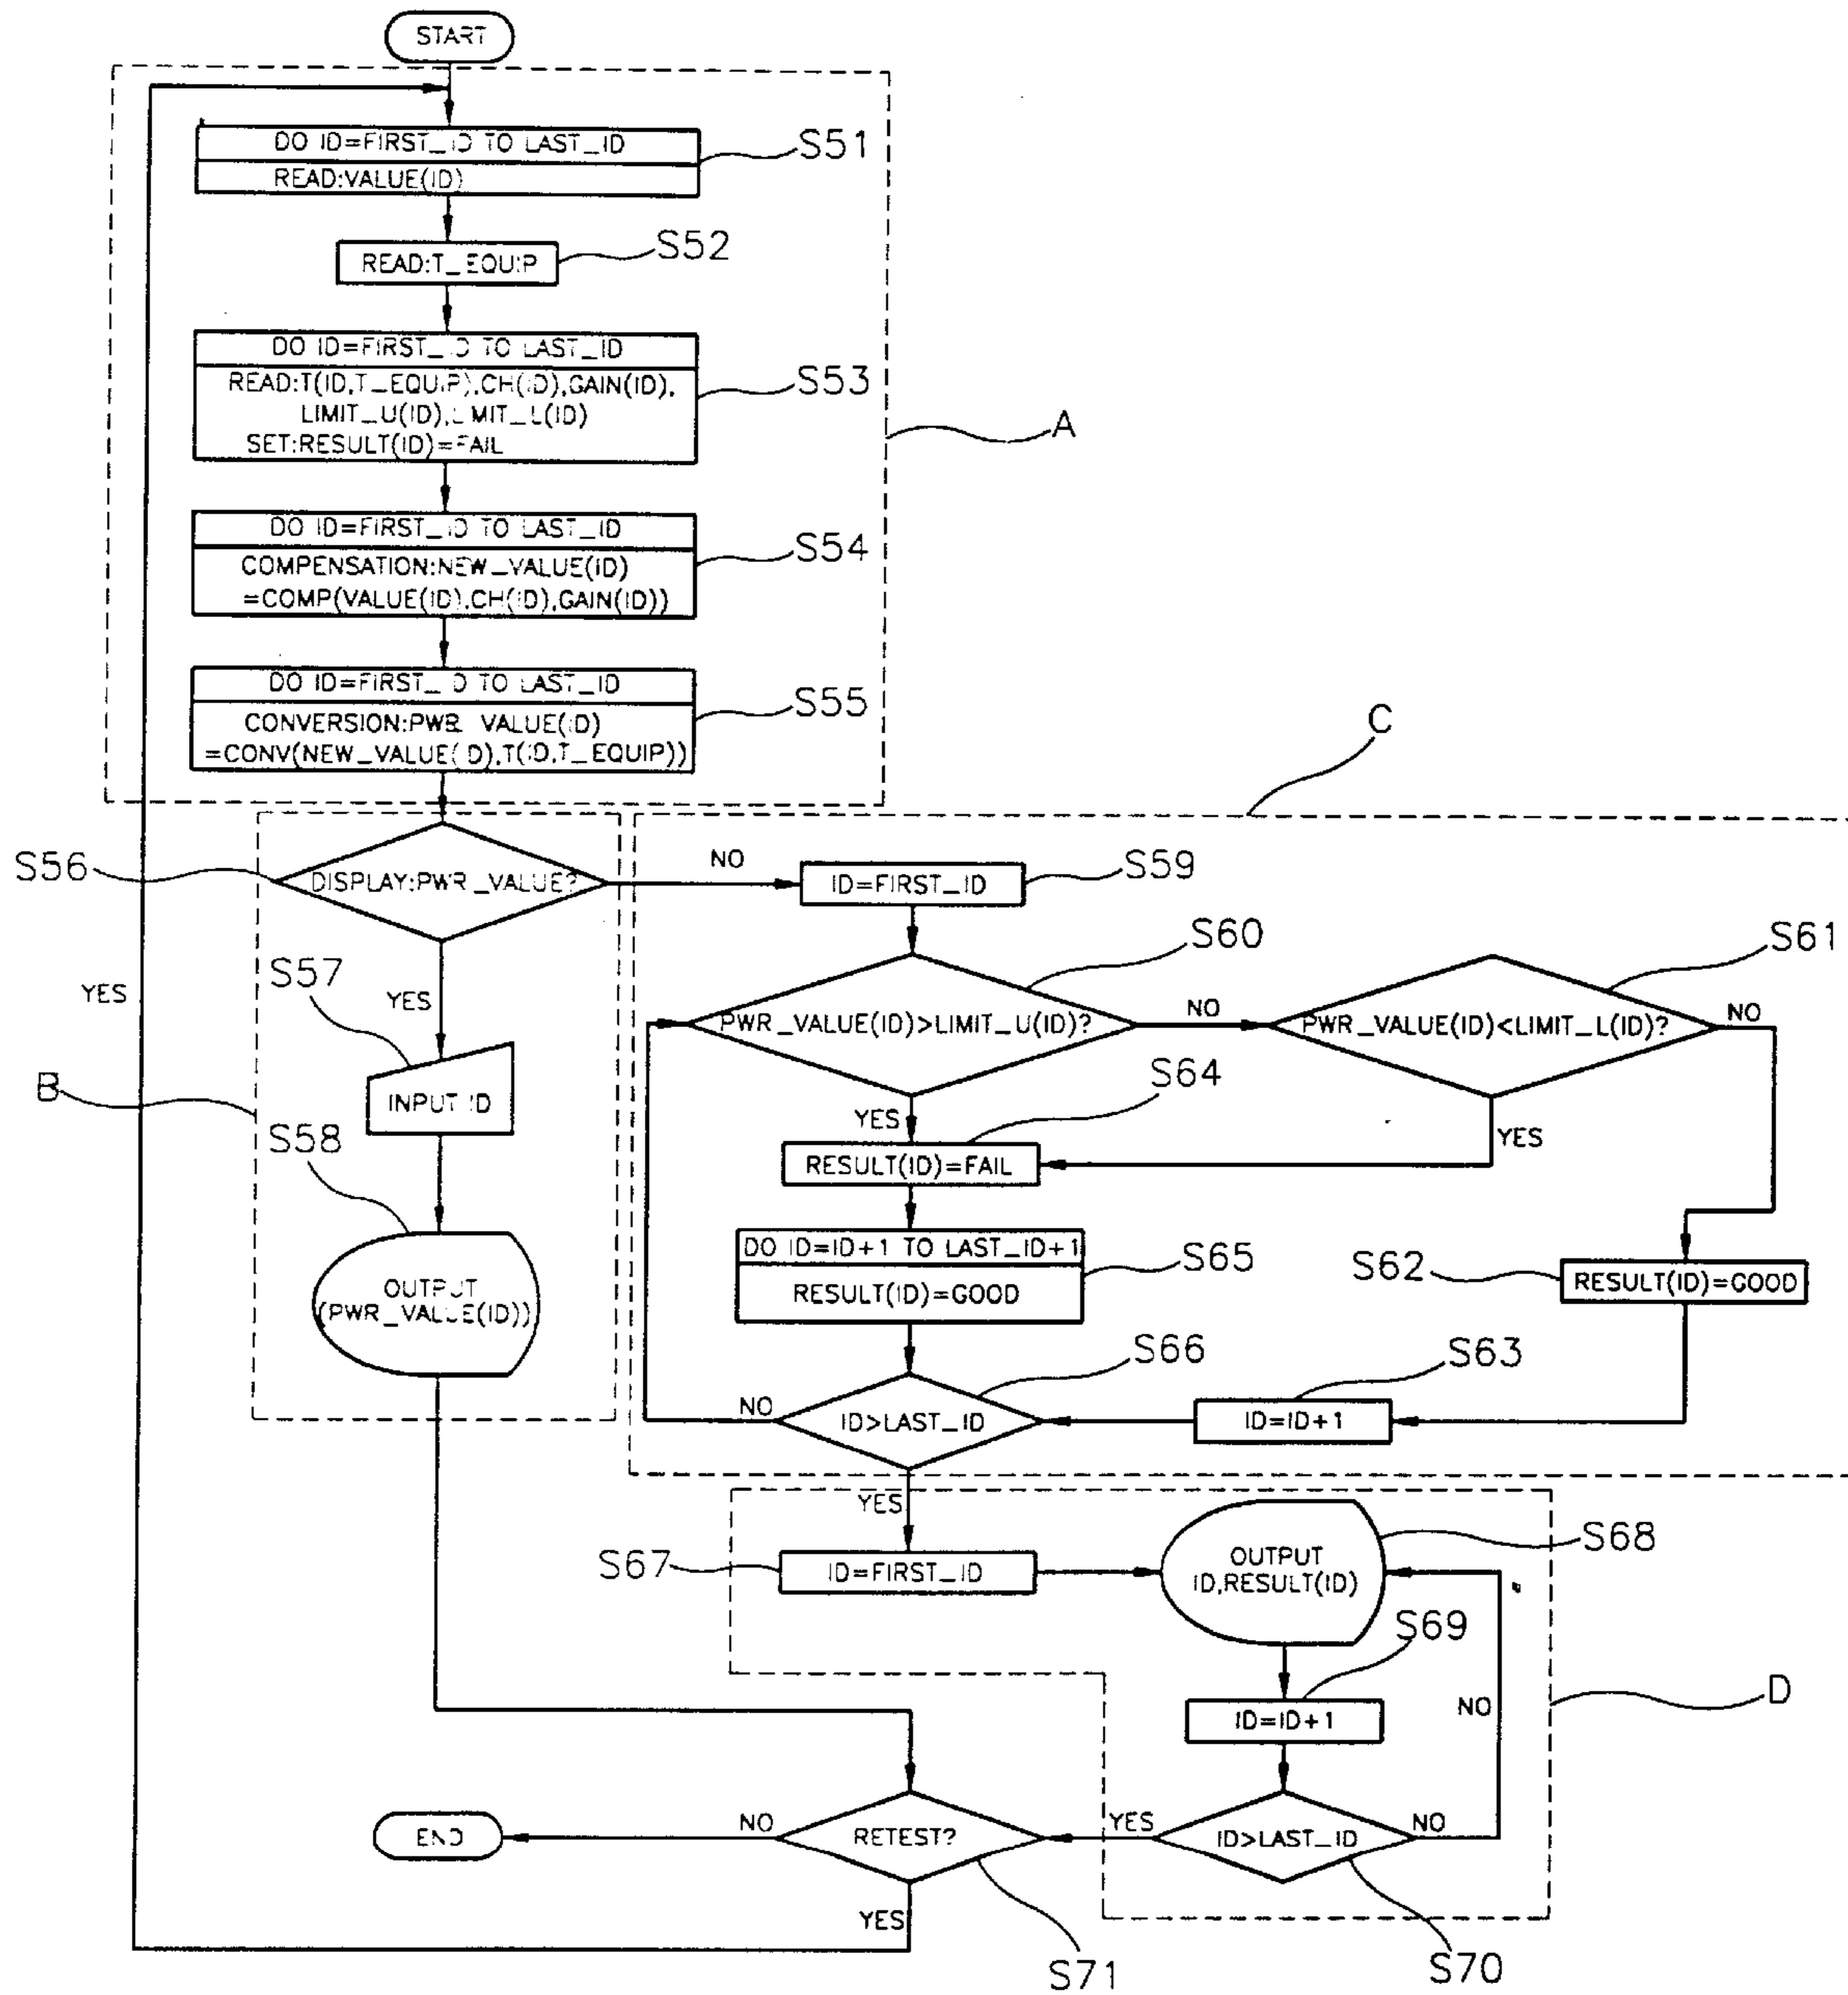 START
DO ID=FIRST_ID TO LAST_ID
READ:VALUE(ID)
S51
READ:T_EQUIP
S52
DO ID=FIRST_ID TO LAST_ID
READ:T(ID,T_EQUIP),CH(ID),GAIN(ID),
LIMIT_U(ID),LIMIT_L(ID)
SET:RESULT(ID)=FAIL
S53
A
DO ID=FIRST_ID TO LAST_ID
COMPENSATION:NEW_VALUE(ID)
=COMP(VALUE(ID),CH(ID),GAIN(ID))
S54
DO ID=FIRST_ID TO LAST_ID
CONVERSION:PWR_VALUE(ID)
=CONV(NEW_VALUE(ID),T(ID,T_EQUIP))
S55
C
S56
DISPLAY:PWR_VALUE?
NO
ID=FIRST_ID
S59
YES
S57
YES
INPUT ID
B
S58
OUTPUT
(PWR_VALUE(ID))
S60
PWR_VALUE(ID)>LIMIT_U(ID)?
NO
S61
PWR_VALUE(ID)<LIMIT_L(ID)?
NO
S64
YES
YES
RESULT(ID)=FAIL
DO ID=ID+1 TO LAST_ID+1
RESULT(ID)=GOOD
S65
S62
RESULT(ID)=GOOD
S66
NO
ID>LAST_ID
S63
ID=ID+1
YES
S67
ID=FIRST_ID
OUTPUT
ID,RESULT(ID)
S68
S69
ID=ID+1
NO
D
END
NO
RETEST?
YES
ID>LAST_ID
NO
YES
S71
S70